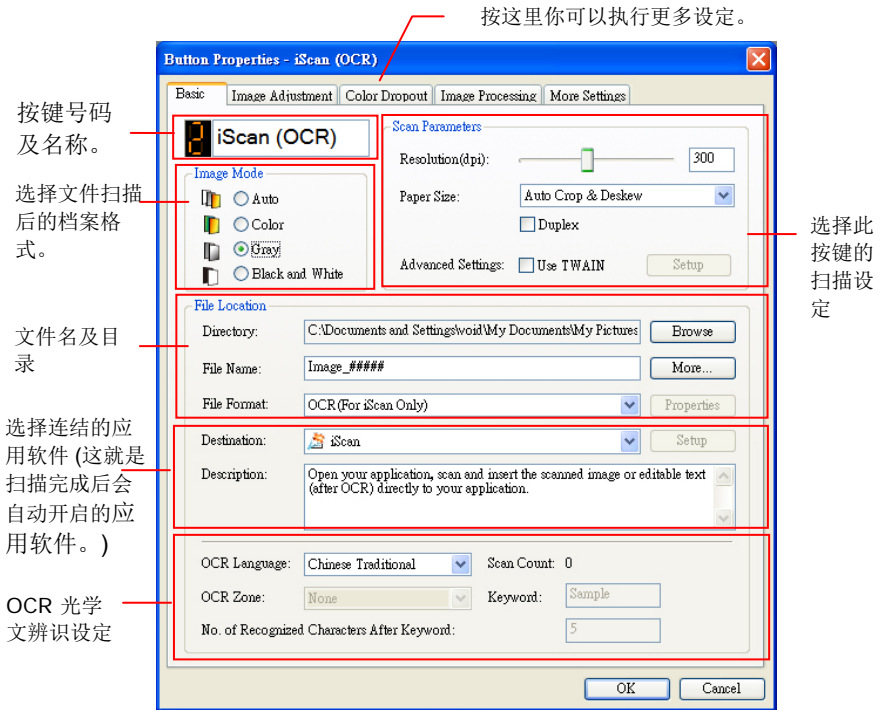 按这里你可以执行更多设定。
Button Properties - iScan (OCR)
Basic Image Adjustment Color Dropout Image Processing More Settings
按键号码
及名称。
2 iScan (OCR)
选择文件扫描
后的档案格
式。
Image Mode
Auto
Color
Gray
Black and White
Scan Parameters
Resolution(dpi): 300
Paper Size: Auto Crop & Deskew
Duplex
Advanced Settings: Use TWAIN Setup
选择此
按键的
扫描设
定
文件名及目
录
File Location
Directory: C:\Documents and Settings\void\My Documents\My Pictures Browse
File Name: Image_##### More...
File Format: OCR(For iScan Only) Properties
选择连结的应
用软件 (这就是
扫描完成后会
自动开启的应
用软件。)
Destination: iScan Setup
Description: Open your application, scan and insert the scanned image or editable text
(after OCR) directly to your application.
OCR 光学
文辨识设定
OCR Language: Chinese Traditional Scan Count: 0
OCR Zone: None Keyword: Sample
No. of Recognized Characters After Keyword: 5
OK Cancel